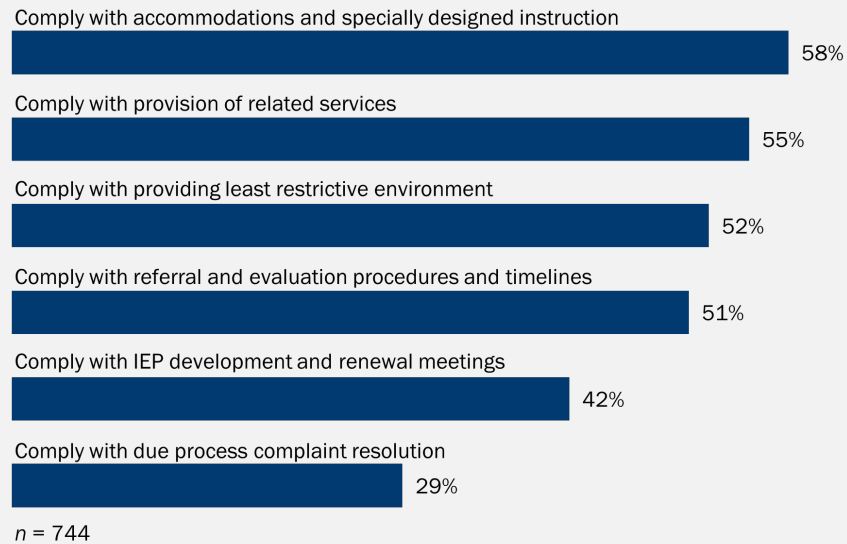 Comply with accommodations and specially designed instruction
58%
Comply with provision of related services
55%
Comply with providing least restrictive environment
52%
Comply with referral and evaluation procedures and timelines
51%
Comply with IEP development and renewal meetings
42%
Comply with due process complaint resolution
29%
n = 744